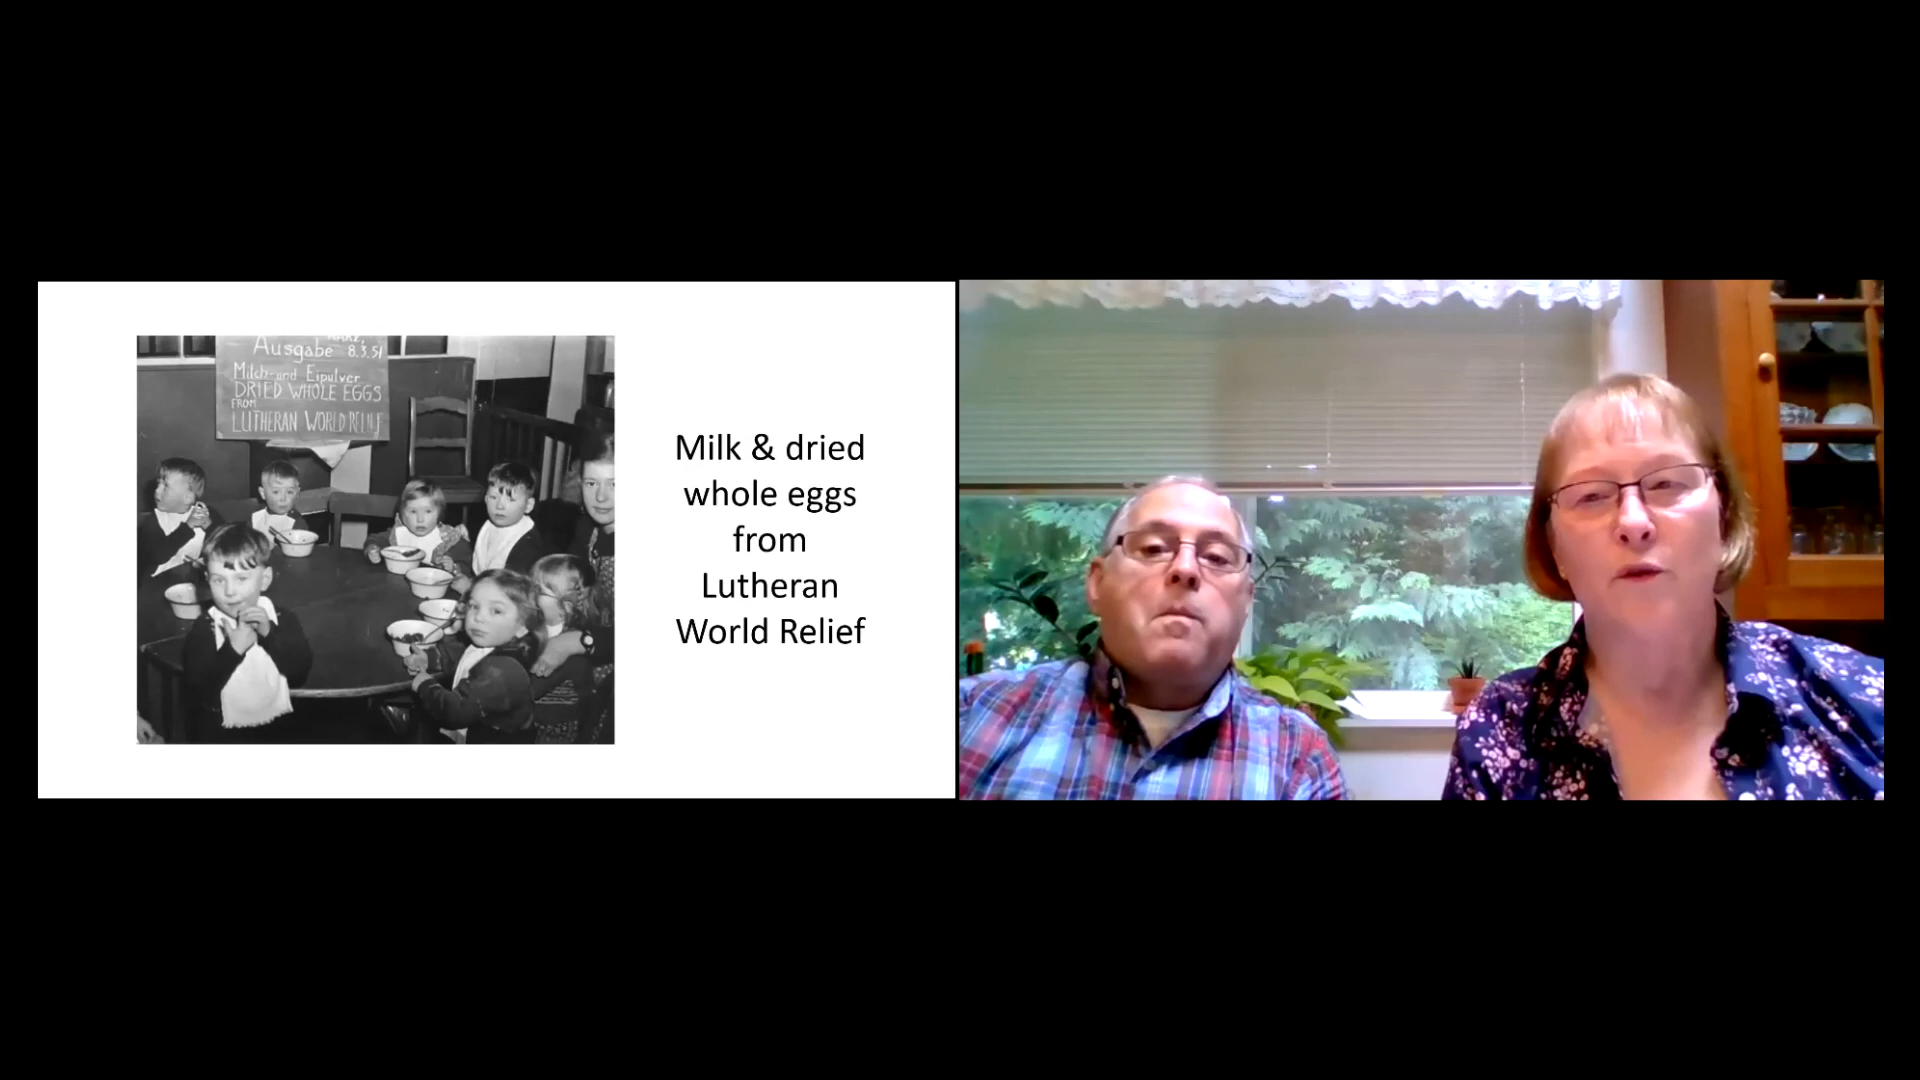 Ausgabe 8.3.51
Milch-und Eipulver
DRIED WHOLE EGGS
FROM
LUTHERAN WORLD RELIEF
Milk & dried
whole eggs
from
Lutheran
World Relief